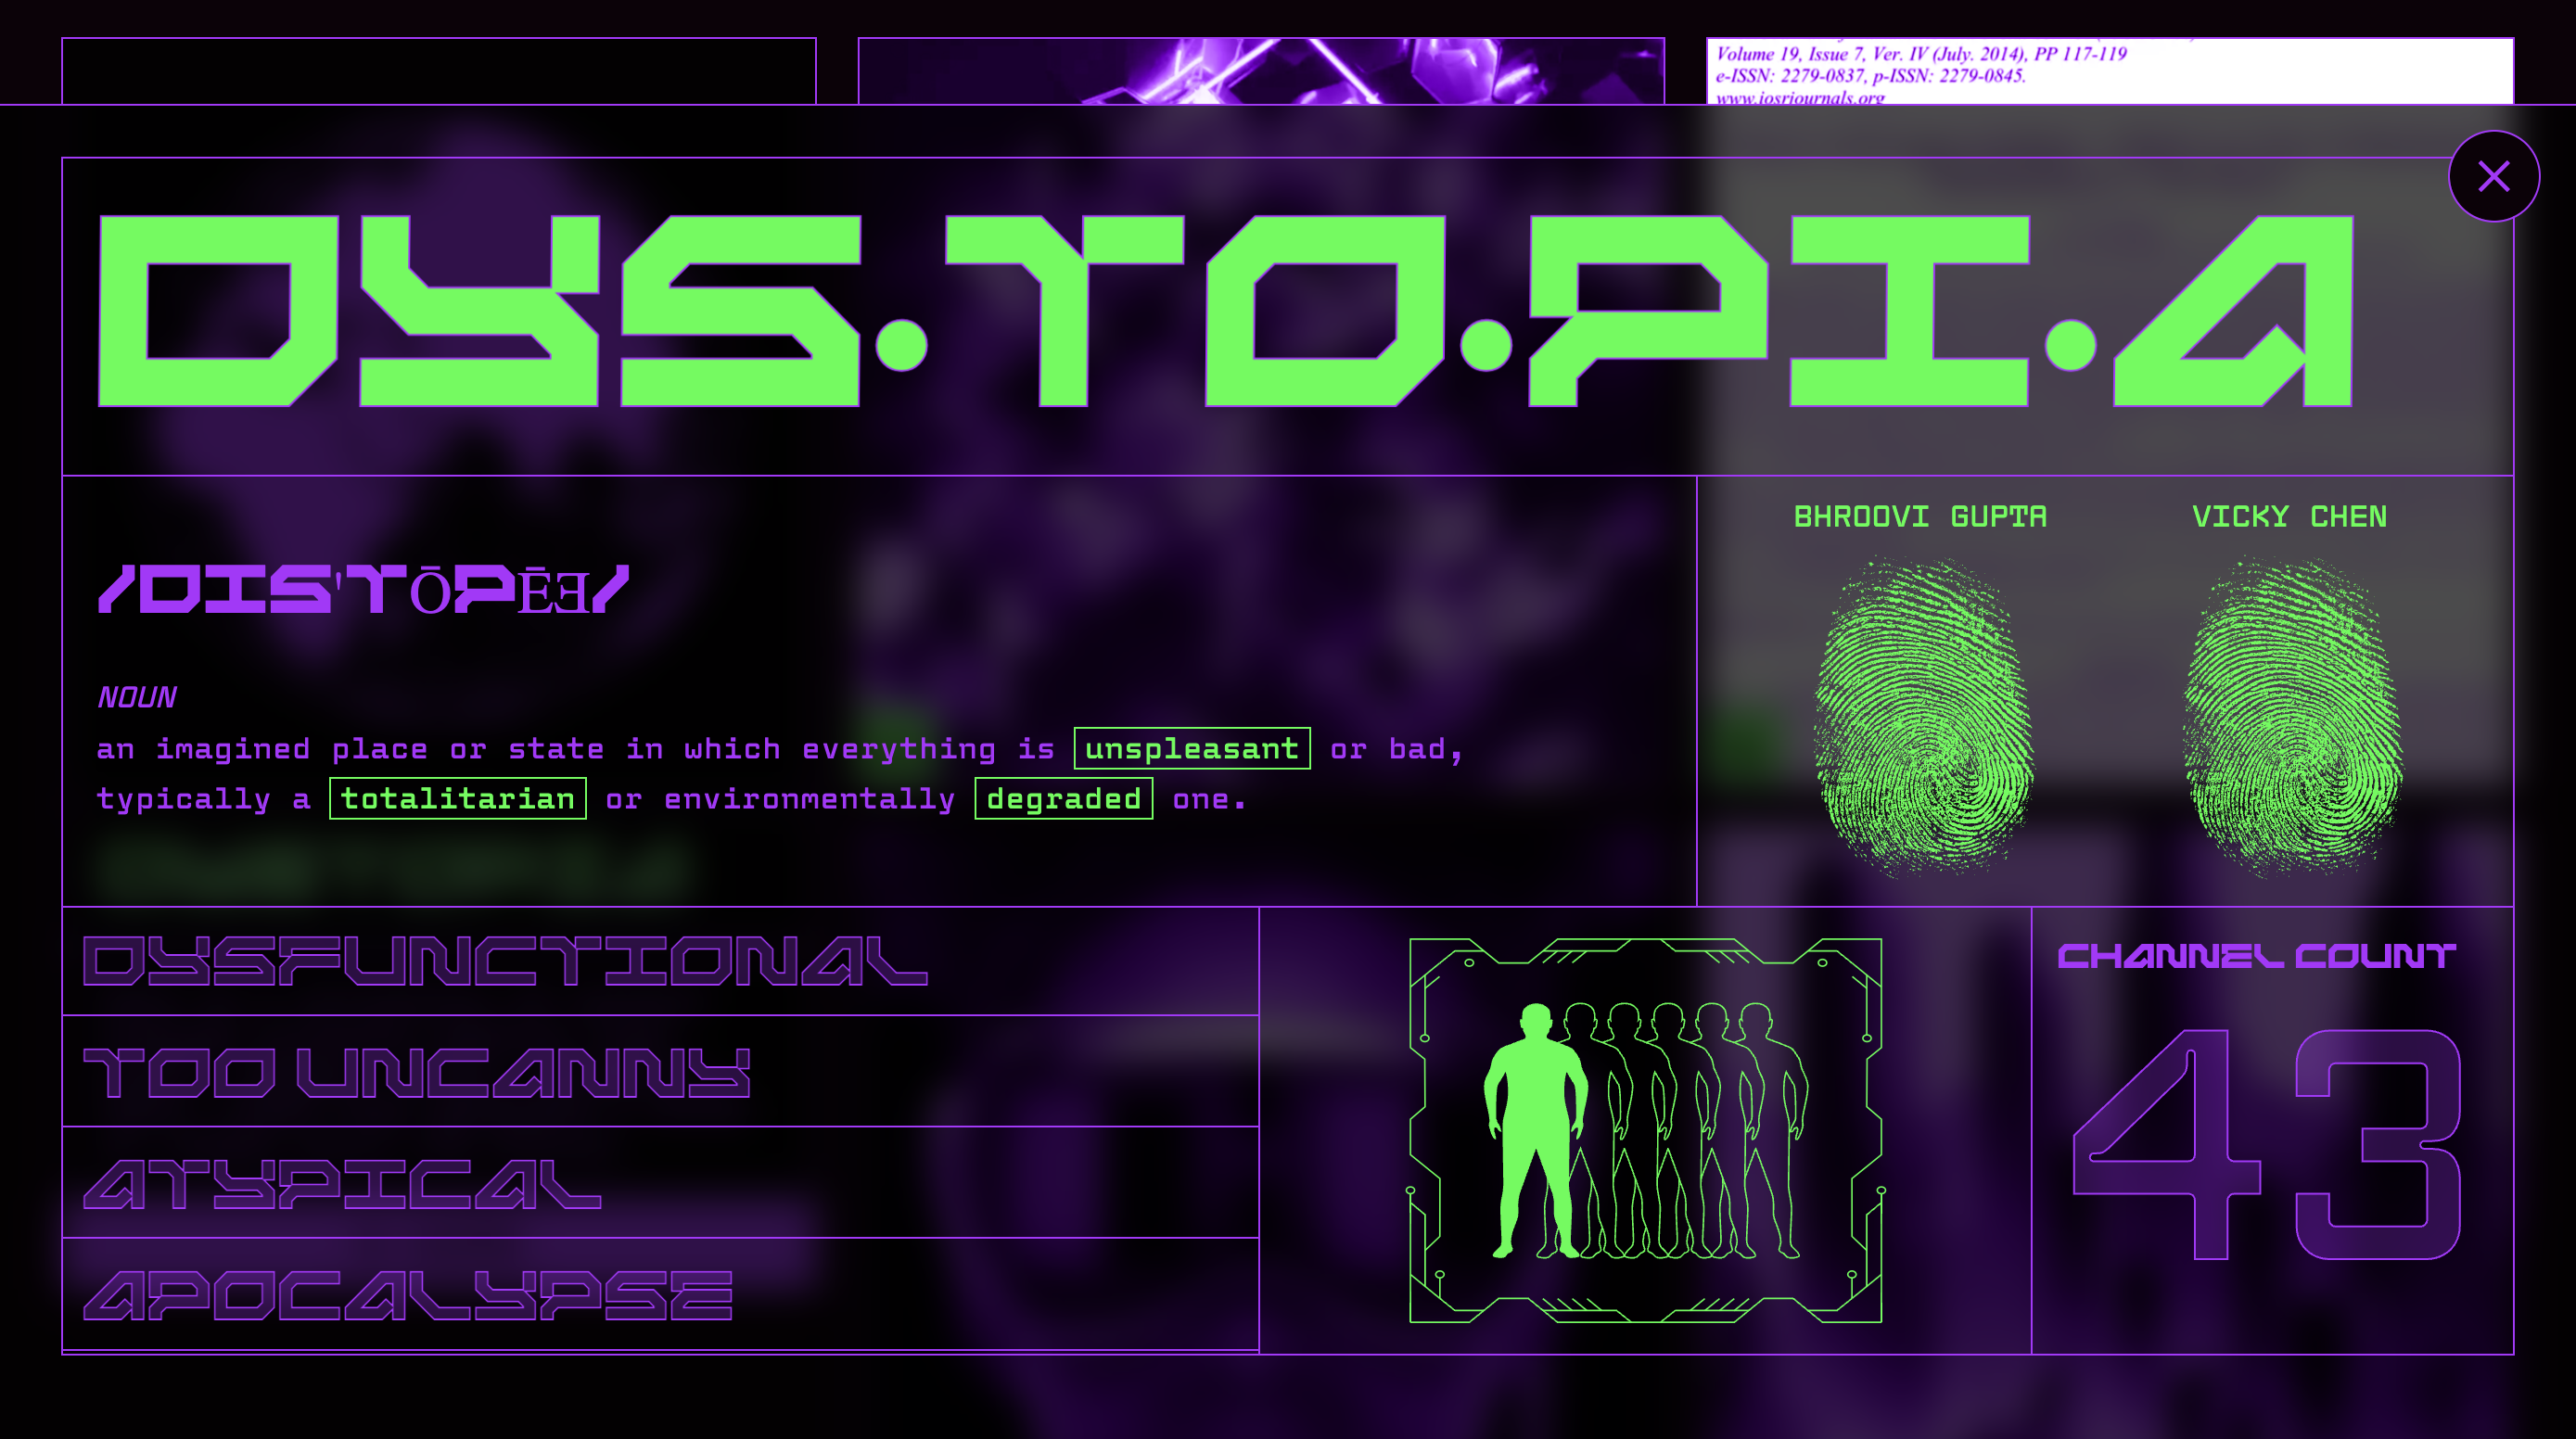 Volume 19, Issue 7, Ver. IV (July. 2014), PP 117-119
e-ISSN: 2279-0837, p-ISSN: 2279-0845.
www.iosrjournals.org
DYS.TO.PI.A
/DIS'TŌPĒƎ/
BHROOVI GUPTA
VICKY CHEN
NOUN
an imagined place or state in which everything is unspleasant or bad,
typically a totalitarian or environmentally degraded one.
DYSFUNCTIONAL
TOO UNCANNY
ATYPICAL
APOCALYPSE
CHANNEL COUNT
43